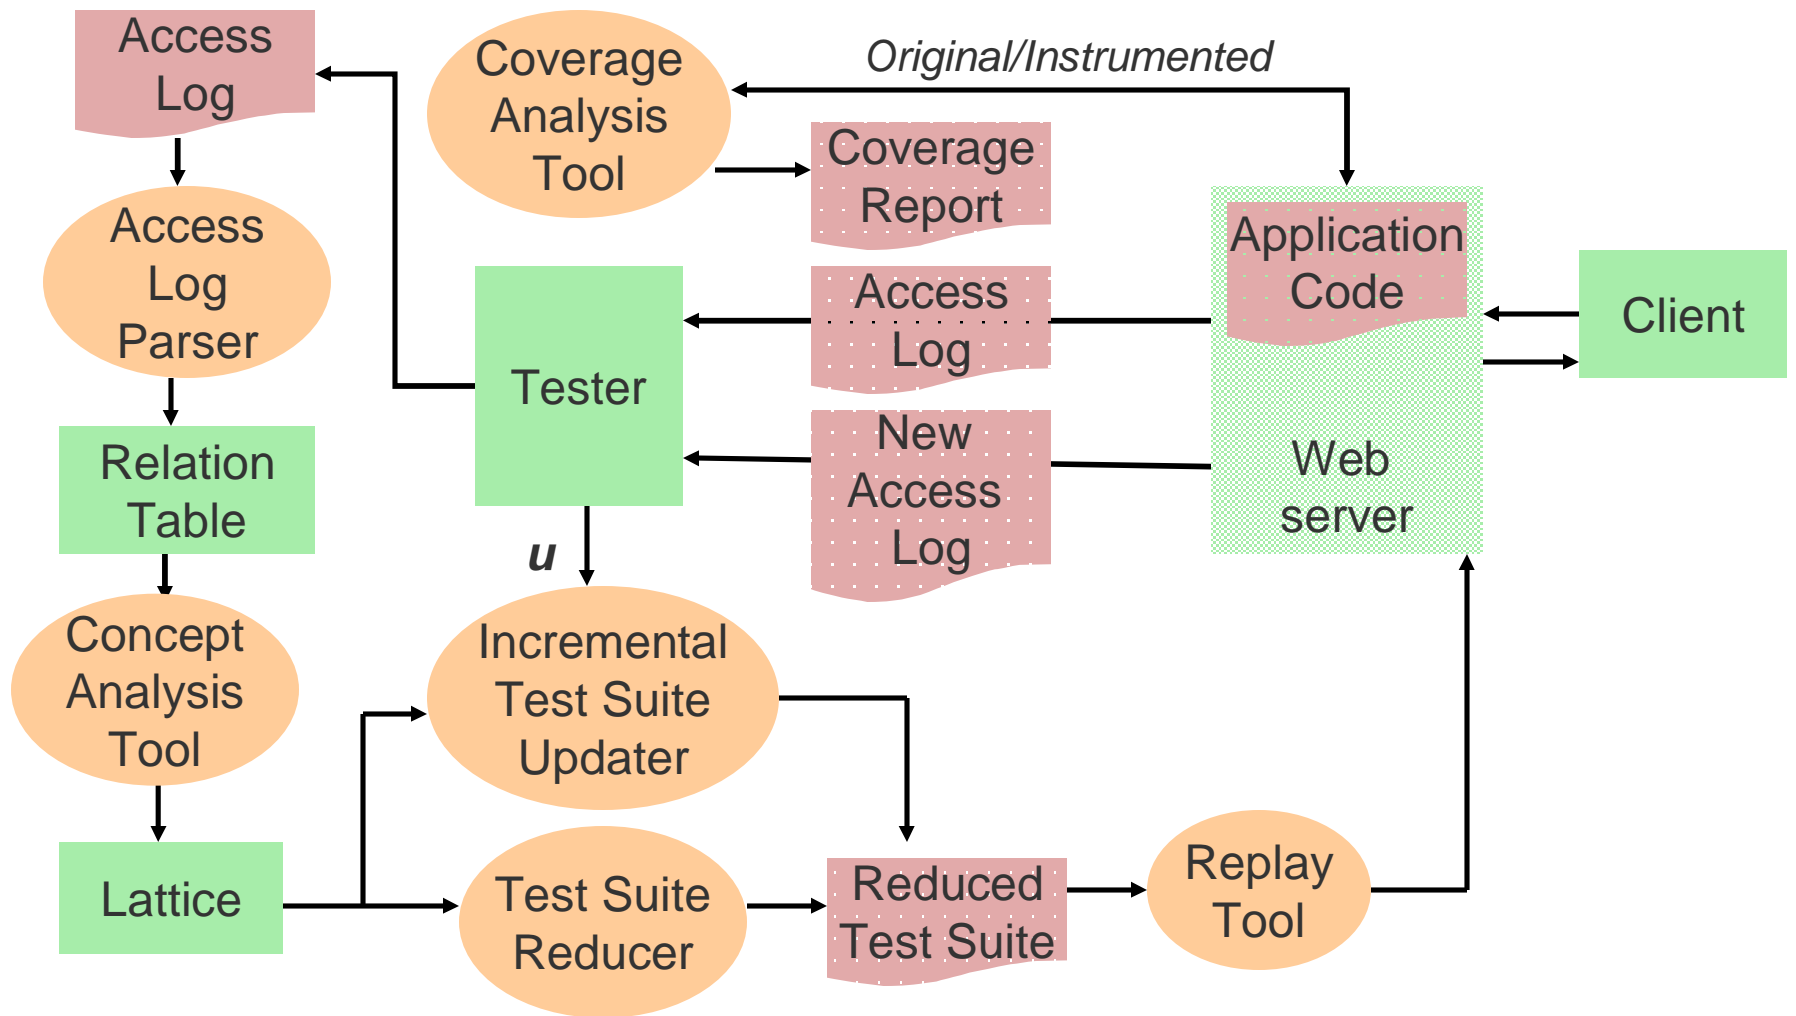 Access
Log
Coverage
Analysis
Tool
Original/Instrumented
Coverage
Report
Access
Log
Parser
Application
Code
Access
Log
Client
Tester
New
Access
Log
Web
server
Relation
Table
u
Concept
Analysis
Tool
Incremental
Test Suite
Updater
Lattice
Test Suite
Reducer
Reduced
Test Suite
Replay
Tool